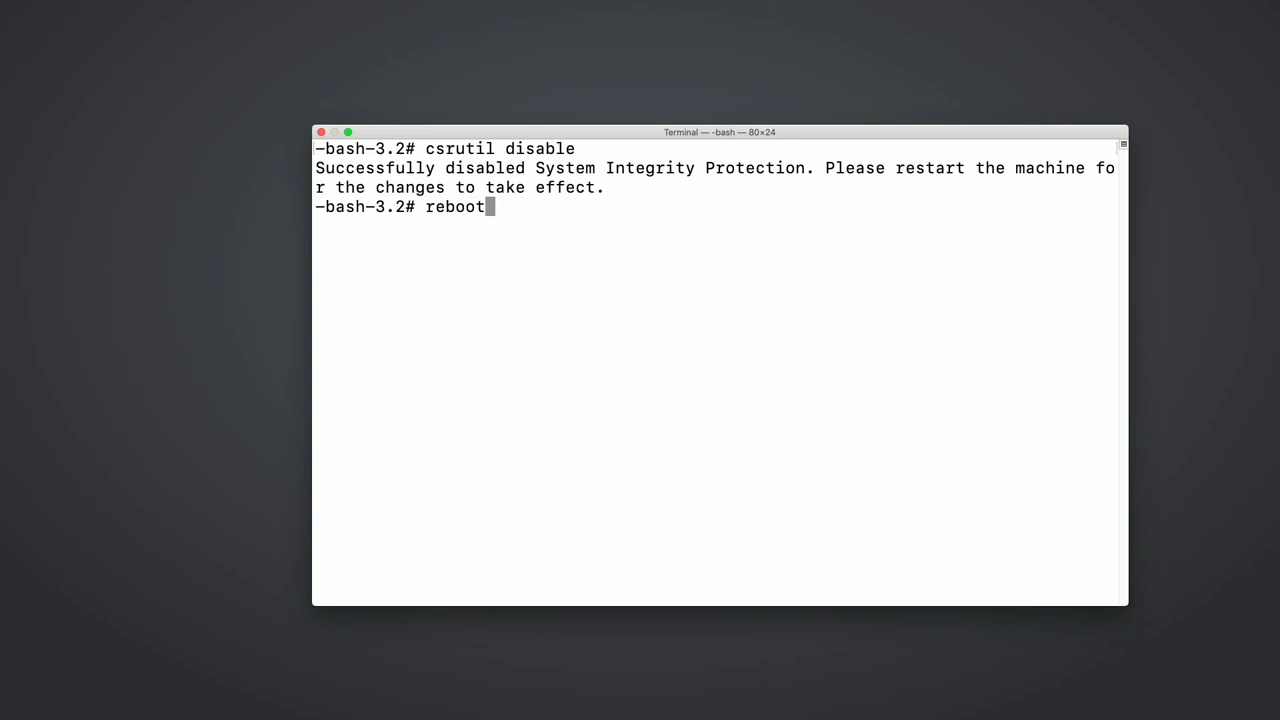 Terminal — -bash — 80×24
-bash-3.2# csrutil disable
Successfully disabled System Integrity Protection. Please restart the machine fo
r the changes to take effect.
-bash-3.2# reboot